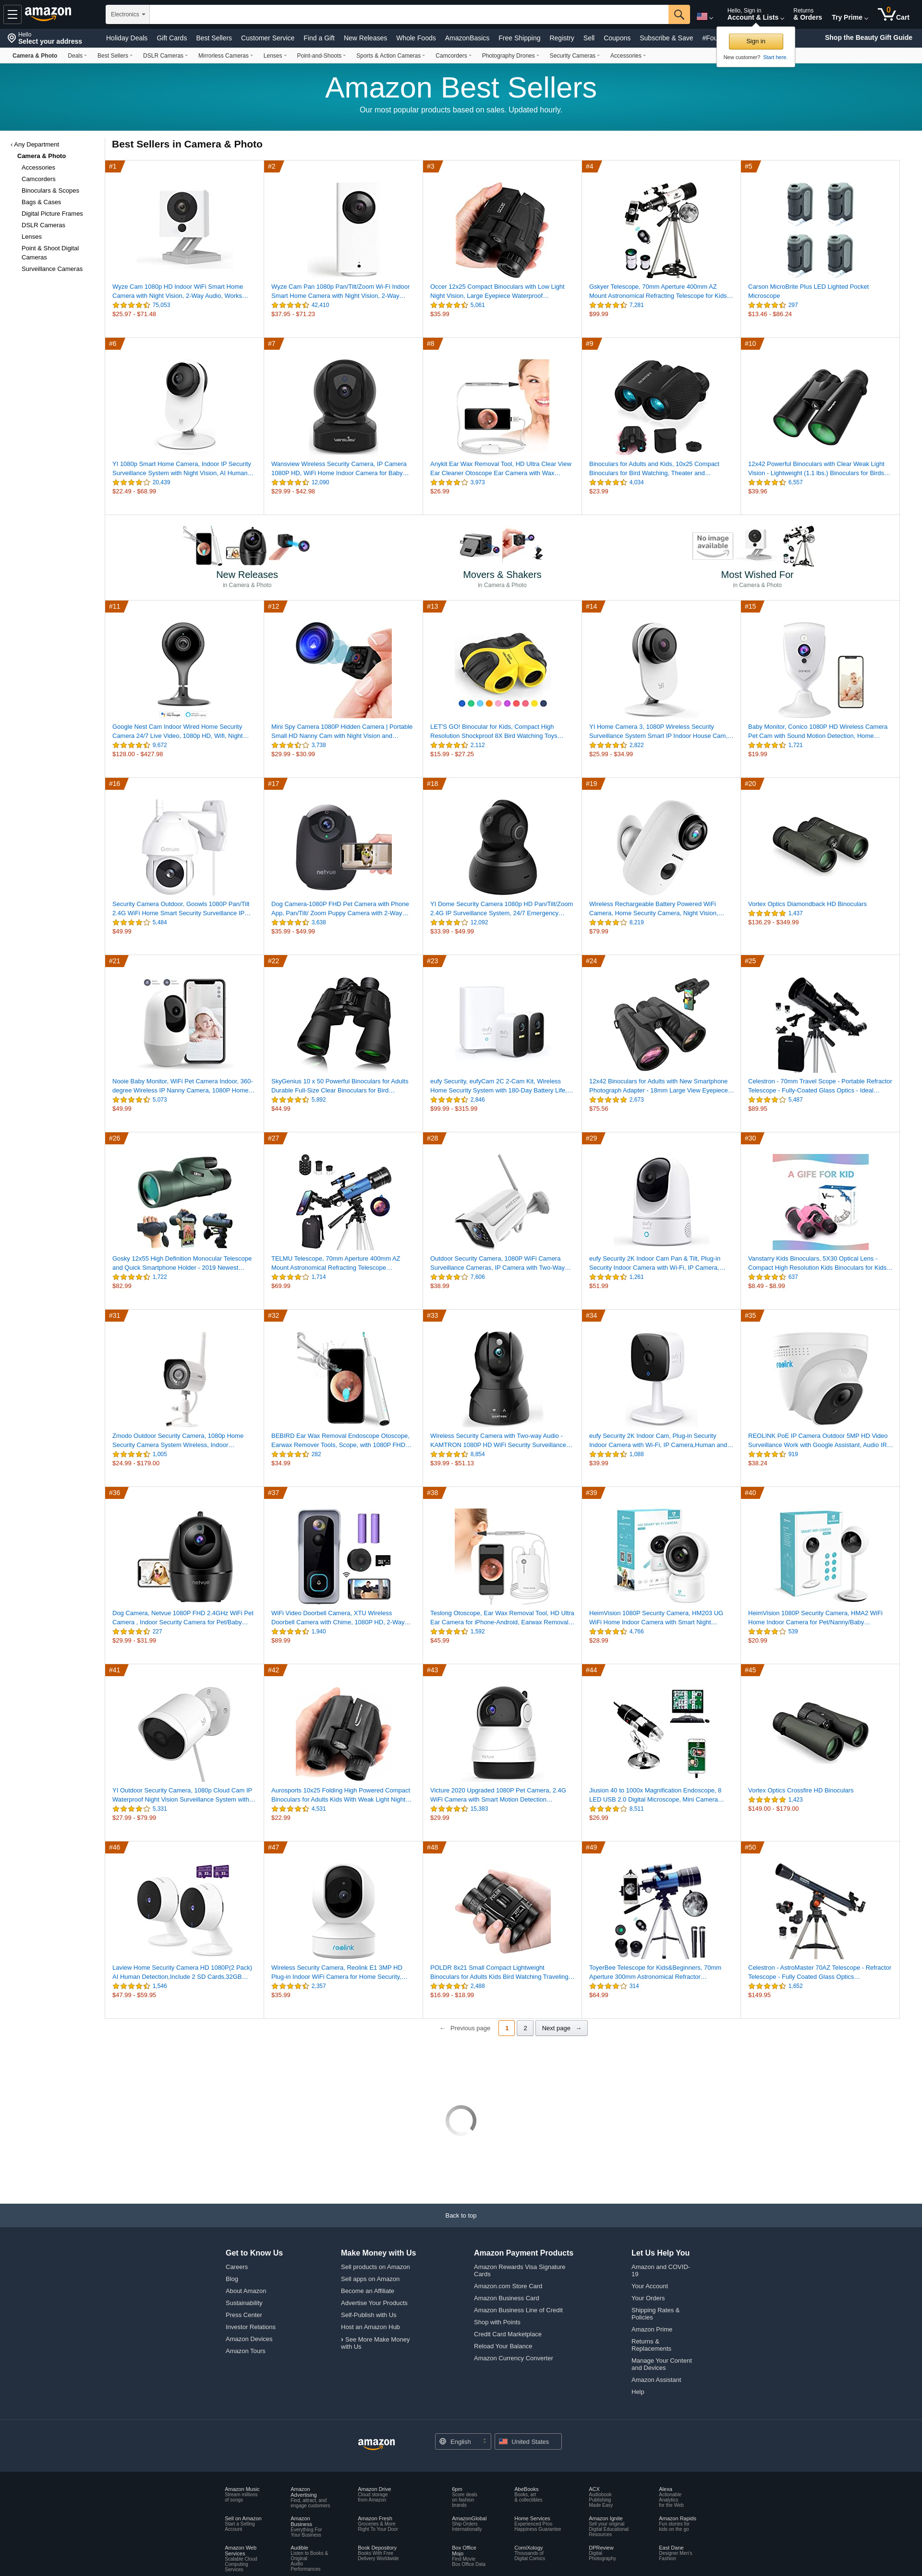 amazon
Electronics
Hello, Sign in
Account & Lists
Returns
& Orders
Try Prime
0
Cart
Hello
Select your address
Holiday Deals
Gift Cards
Best Sellers
Customer Service
Find a Gift
New Releases
Whole Foods
AmazonBasics
Free Shipping
Registry
Sell
Coupons
Subscribe & Save
Shop the Beauty Gift Guide
Sign in
New customer? Start here.
Camera & Photo
Deals
Best Sellers
DSLR Cameras
Mirrorless Cameras
Lenses
Point-and-Shoots
Sports & Action Cameras
Camcorders
Photography Drones
Security Cameras
Accessories
Amazon Best Sellers
Our most popular products based on sales. Updated hourly.
‹ Any Department
Camera & Photo
Accessories
Camcorders
Binoculars & Scopes
Bags & Cases
Digital Picture Frames
DSLR Cameras
Lenses
Point & Shoot Digital
Cameras
Surveillance Cameras
Best Sellers in Camera & Photo
#1
Wyze Cam 1080p HD Indoor WiFi Smart Home
Camera with Night Vision, 2-Way Audio, Works…
75,053
$25.97 - $71.48
#2
Wyze Cam Pan 1080p Pan/Tilt/Zoom Wi-Fi Indoor
Smart Home Camera with Night Vision, 2-Way…
42,410
$37.95 - $71.23
#3
Occer 12x25 Compact Binoculars with Low Light
Night Vision, Large Eyepiece Waterproof…
5,061
$35.99
#4
Gskyer Telescope, 70mm Aperture 400mm AZ
Mount Astronomical Refracting Telescope for Kids…
7,281
$99.99
#5
Carson MicroBrite Plus LED Lighted Pocket
Microscope
297
$13.46 - $86.24
#6
YI 1080p Smart Home Camera, Indoor IP Security
Surveillance System with Night Vision, AI Human…
20,439
$22.49 - $68.99
#7
Wansview Wireless Security Camera, IP Camera
1080P HD, WiFi Home Indoor Camera for Baby…
12,090
$29.99 - $42.98
#8
Anykit Ear Wax Removal Tool, HD Ultra Clear View
Ear Cleaner Otoscope Ear Camera with Wax…
3,973
$26.99
#9
Binoculars for Adults and Kids, 10x25 Compact
Binoculars for Bird Watching, Theater and…
4,034
$23.99
#10
12x42 Powerful Binoculars with Clear Weak Light
Vision - Lightweight (1.1 lbs.) Binoculars for Birds…
6,557
$39.96
New Releases
in Camera & Photo
Movers & Shakers
in Camera & Photo
No image
available
Most Wished For
in Camera & Photo
#11
Google Nest Cam Indoor Wired Home Security
Camera 24/7 Live Video, 1080p HD, Wifi, Night…
9,672
$128.00 - $427.98
#12
Mini Spy Camera 1080P Hidden Camera | Portable
Small HD Nanny Cam with Night Vision and…
3,738
$29.99 - $30.99
#13
LET'S GO! Binocular for Kids, Compact High
Resolution Shockproof 8X Bird Watching Toys…
2,112
$15.99 - $27.25
#14
YI Home Camera 3, 1080P Wireless Security
Surveillance System Smart IP Indoor House Cam,…
2,822
$25.99 - $34.99
#15
Baby Monitor, Conico 1080P HD Wireless Camera
Pet Cam with Sound Motion Detection, Home…
1,721
$19.99
#16
Security Camera Outdoor, Goowls 1080P Pan/Tilt
2.4G WiFi Home Smart Security Surveillance IP…
5,484
$49.99
#17
netvue
Dog Camera-1080P FHD Pet Camera with Phone
App, Pan/Tilt/ Zoom Puppy Camera with 2-Way…
3,638
$35.99 - $49.99
#18
YI Dome Security Camera 1080p HD Pan/Tilt/Zoom
2.4G IP Surveillance System, 24/7 Emergency…
12,092
$33.99 - $49.99
#19
Wireless Rechargeable Battery Powered WiFi
Camera, Home Security Camera, Night Vision,…
8,219
$79.99
#20
Vortex Optics Diamondback HD Binoculars
1,437
$136.29 - $349.99
#21
Nooie Baby Monitor, WiFi Pet Camera Indoor, 360-
degree Wireless IP Nanny Camera, 1080P Home…
5,073
$49.99
#22
SkyGenius 10 x 50 Powerful Binoculars for Adults
Durable Full-Size Clear Binoculars for Bird…
5,892
$44.99
#23
eufy Security, eufyCam 2C 2-Cam Kit, Wireless
Home Security System with 180-Day Battery Life,…
2,846
$99.99 - $315.99
#24
12x42 Binoculars for Adults with New Smartphone
Photograph Adapter - 18mm Large View Eyepiece…
2,673
$75.56
#25
Celestron - 70mm Travel Scope - Portable Refractor
Telescope - Fully-Coated Glass Optics - Ideal…
5,487
$89.95
#26
Gosky 12x55 High Definition Monocular Telescope
and Quick Smartphone Holder - 2019 Newest…
1,722
$82.99
#27
TELMU Telescope, 70mm Aperture 400mm AZ
Mount Astronomical Refracting Telescope…
1,714
$69.99
#28
Outdoor Security Camera, 1080P WiFi Camera
Surveillance Cameras, IP Camera with Two-Way…
7,606
$38.99
#29
eufy Security 2K Indoor Cam Pan & Tilt, Plug-in
Security Indoor Camera with Wi-Fi, IP Camera,…
1,261
$51.99
#30
A GIFE FOR KID
Vanstarry Kids Binoculars, 5X30 Optical Lens -
Compact High Resolution Kids Binoculars for Kids…
637
$8.49 - $8.99
#31
Zmodo Outdoor Security Camera, 1080p Home
Security Camera System Wireless, Indoor…
1,005
$24.99 - $179.00
#32
BEBIRD Ear Wax Removal Endoscope Otoscope,
Earwax Remover Tools, Scope, with 1080P FHD…
282
$34.99
#33
Wireless Security Camera with Two-way Audio -
KAMTRON 1080P HD WiFi Security Surveillance…
8,854
$39.99 - $51.13
#34
eufy Security 2K Indoor Cam, Plug-in Security
Indoor Camera with Wi-Fi, IP Camera,Human and…
1,088
$39.99
#35
reolink
REOLINK PoE IP Camera Outdoor 5MP HD Video
Surveillance Work with Google Assistant, Audio IR…
919
$38.24
#36
netvue
Dog Camera, Netvue 1080P FHD 2.4GHz WiFi Pet
Camera , Indoor Security Camera for Pet/Baby…
227
$29.99 - $31.99
#37
WiFi Video Doorbell Camera, XTU Wireless
Doorbell Camera with Chime, 1080P HD, 2-Way…
1,940
$89.99
#38
Teslong Otoscope, Ear Wax Removal Tool, HD Ultra
Ear Camera for iPhone-Android, Earwax Removal…
1,592
$45.99
#39
HeimVision 1080P Security Camera, HM203 UG
WiFi Home Indoor Camera with Smart Night…
4,766
$28.99
#40
HeimVision 1080P Security Camera, HMA2 WiFi
Home Indoor Camera for Pet/Nanny/Baby…
539
$20.99
#41
YI Outdoor Security Camera, 1080p Cloud Cam IP
Waterproof Night Vision Surveillance System with…
5,331
$27.99 - $79.99
#42
Aurosports 10x25 Folding High Powered Compact
Binoculars for Adults Kids With Weak Light Night…
4,531
$22.99
#43
Victure 2020 Upgraded 1080P Pet Camera, 2.4G
WiFi Camera with Smart Motion Detection…
15,383
$29.99
#44
Jiusion 40 to 1000x Magnification Endoscope, 8
LED USB 2.0 Digital Microscope, Mini Camera…
8,511
$26.99
#45
Vortex Optics Crossfire HD Binoculars
1,423
$149.00 - $179.00
#46
Laview Home Security Camera HD 1080P(2 Pack)
AI Human Detection,Include 2 SD Cards,32GB…
1,546
$47.99 - $59.95
#47
reolink
Wireless Security Camera, Reolink E1 3MP HD
Plug-in Indoor WiFi Camera for Home Security,…
2,357
$35.99
#48
POLDR 8x21 Small Compact Lightweight
Binoculars for Adults Kids Bird Watching Traveling…
2,488
$16.99 - $18.99
#49
ToyerBee Telescope for Kids&Beginners, 70mm
Aperture 300mm Astronomical Refractor…
314
$64.99
#50
Celestron - AstroMaster 70AZ Telescope - Refractor
Telescope - Fully Coated Glass Optics…
1,652
$149.95
← Previous page
1
2
Next page →
Back to top
Get to Know Us
Careers
Blog
About Amazon
Sustainability
Press Center
Investor Relations
Amazon Devices
Amazon Tours
Make Money with Us
Sell products on Amazon
Sell apps on Amazon
Become an Affiliate
Advertise Your Products
Self-Publish with Us
Host an Amazon Hub
› See More Make Money
with Us
Amazon Payment Products
Amazon Rewards Visa Signature
Cards
Amazon.com Store Card
Amazon Business Card
Amazon Business Line of Credit
Shop with Points
Credit Card Marketplace
Reload Your Balance
Amazon Currency Converter
Let Us Help You
Amazon and COVID-
19
Your Account
Your Orders
Shipping Rates &
Policies
Amazon Prime
Returns &
Replacements
Manage Your Content
and Devices
Amazon Assistant
Help
amazon
English
United States
Amazon Music
Stream millions
of songs
Amazon
Advertising
Find, attract, and
engage customers
Amazon Drive
Cloud storage
from Amazon
6pm
Score deals
on fashion
brands
AbeBooks
Books, art
& collectibles
ACX
Audiobook
Publishing
Made Easy
Alexa
Actionable
Analytics
for the Web
Sell on Amazon
Start a Selling
Account
Amazon
Business
Everything For
Your Business
Amazon Fresh
Groceries & More
Right To Your Door
AmazonGlobal
Ship Orders
Internationally
Home Services
Experienced Pros
Happiness Guarantee
Amazon Ignite
Sell your original
Digital Educational
Resources
Amazon Rapids
Fun stories for
kids on the go
Amazon Web
Services
Scalable Cloud
Computing
Services
Audible
Listen to Books &
Original
Audio
Performances
Book Depository
Books With Free
Delivery Worldwide
Box Office
Mojo
Find Movie
Box Office Data
ComiXology
Thousands of
Digital Comics
DPReview
Digital
Photography
East Dane
Designer Men's
Fashion